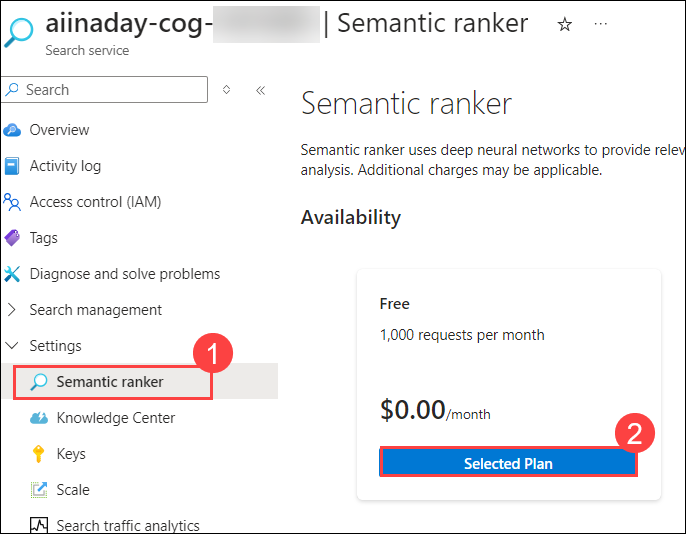 aiinaday-cog- | Semantic ranker
Search service
Search
Overview
Activity log
Access control (IAM)
Tags
Diagnose and solve problems
Search management
Settings
1
Semantic ranker
Knowledge Center
Keys
Scale
Search traffic analytics
Semantic ranker
Semantic ranker uses deep neural networks to provide relev
analysis. Additional charges may be applicable.
Availability
Free
1,000 requests per month
$0.00/month
2
Selected Plan